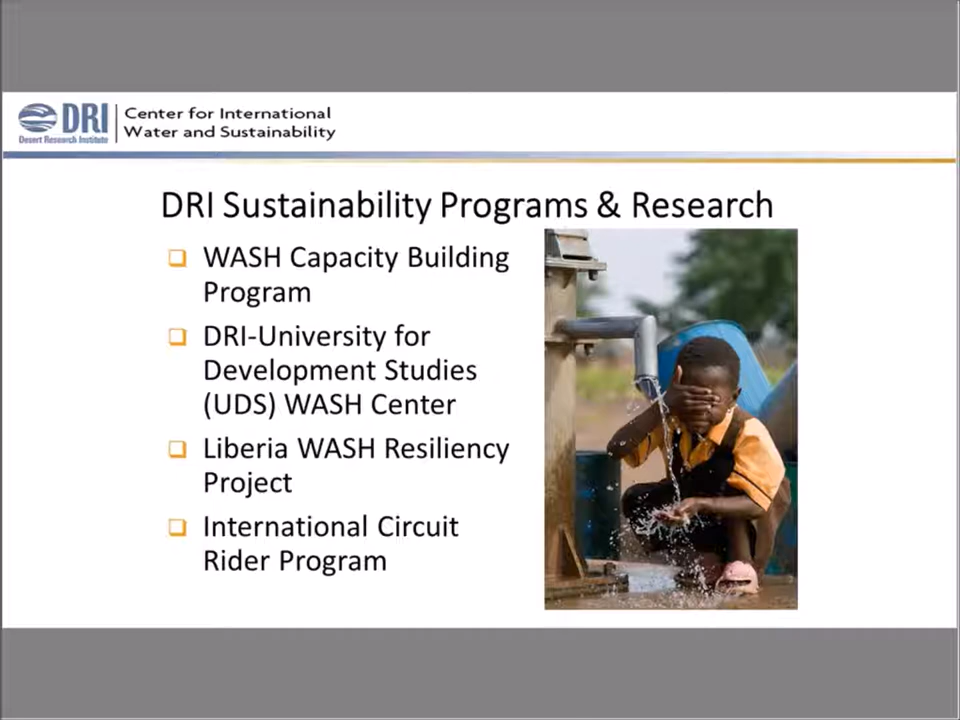 DRI
Desert Research Institute
Center for International
Water and Sustainability
DRI Sustainability Programs & Research
WASH Capacity Building
Program
DRI-University for
Development Studies
(UDS) WASH Center
Liberia WASH Resiliency
Project
International Circuit
Rider Program